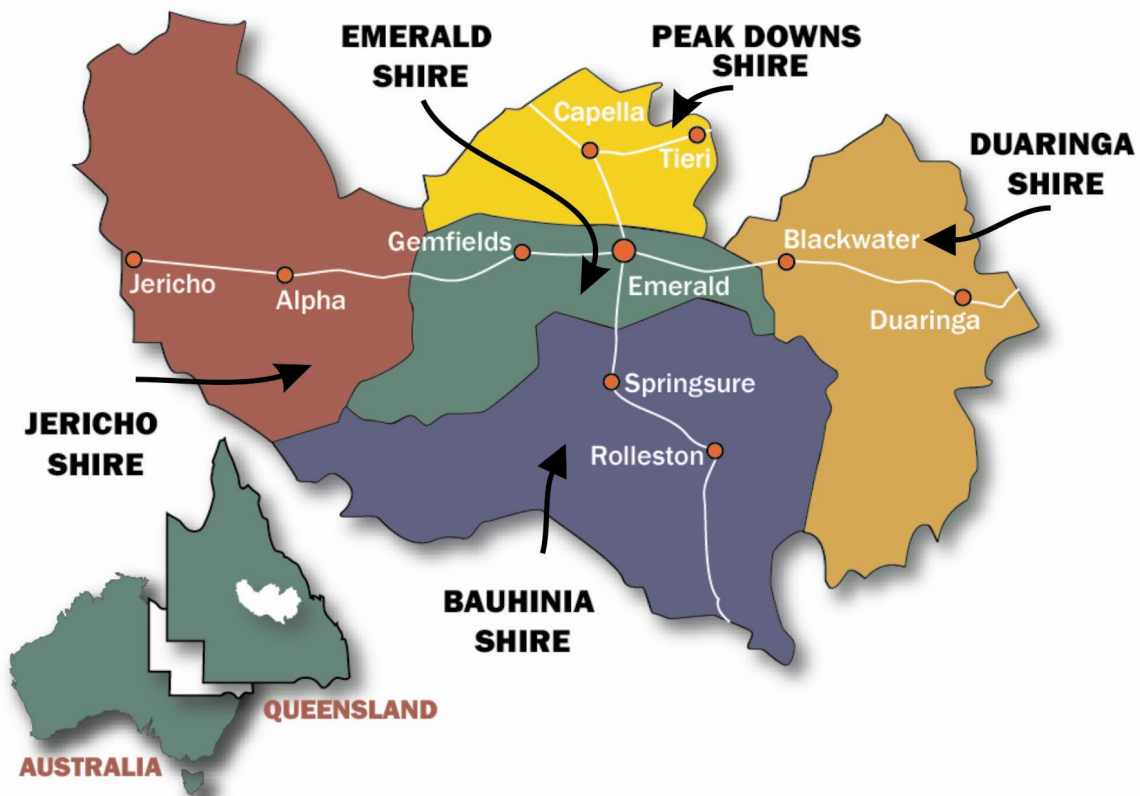 EMERALD
SHIRE
PEAK DOWNS
SHIRE
Capella
Tieri
DUARINGA
SHIRE
Gemfields
Blackwater
Jericho
Alpha
Emerald
Duaringa
Springsure
JERICHO
SHIRE
Rolleston
BAUHINIA
SHIRE
QUEENSLAND
AUSTRALIA